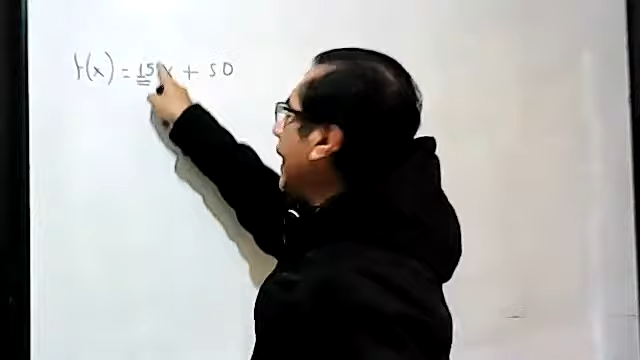 f(x) = 15x + 50